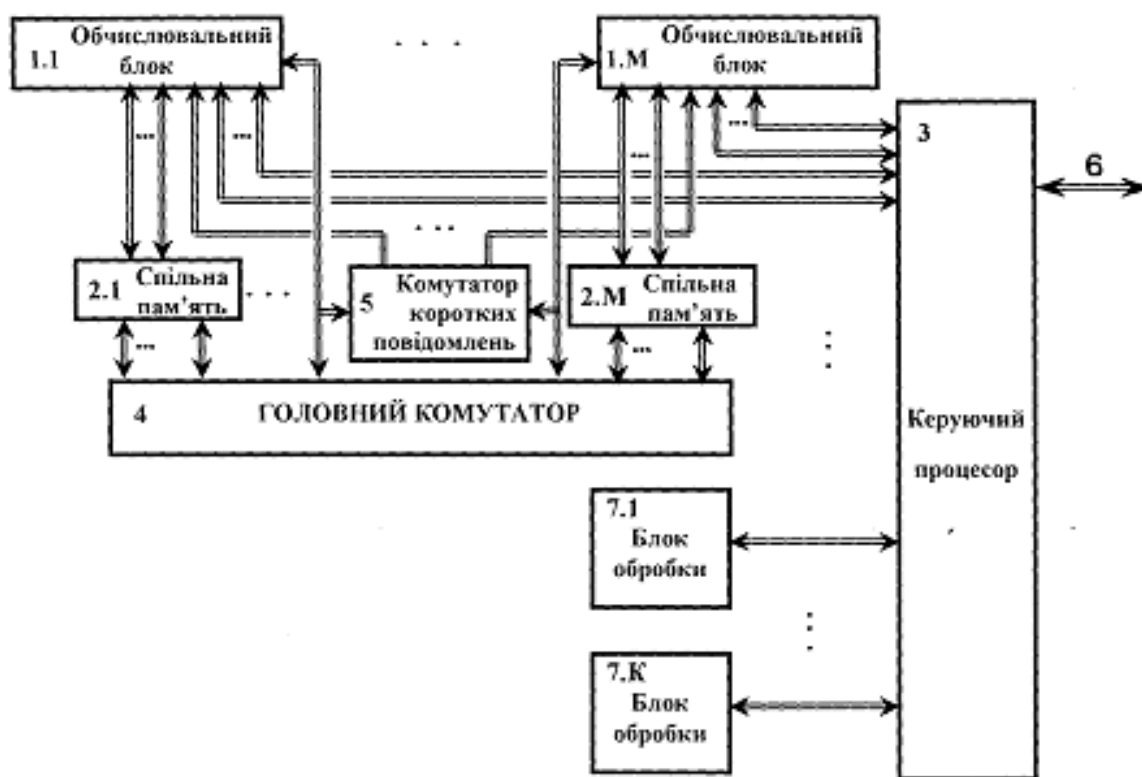 1.1 Обчислювальний
блок
1.М Обчислювальний
блок
3
6
2.1 Спільна
пам’ять
5 Комутатор
коротких
повідомлень
2.М Спільна
пам’ять
4 ГОЛОВНИЙ КОМУТАТОР
Керуючий
процесор
7.1
Блок
обробки
7.К
Блок
обробки